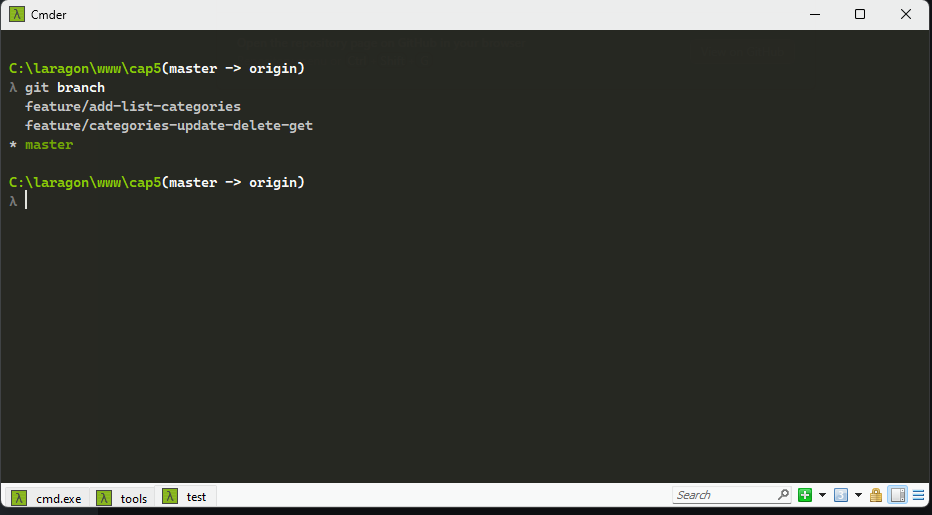 Cmder
C:\laragon\www\cap5(master -> origin)
λ git branch
feature/add-list-categories
feature/categories-update-delete-get
* master
C:\laragon\www\cap5(master -> origin)
λ
cmd.exe
tools
test
Search